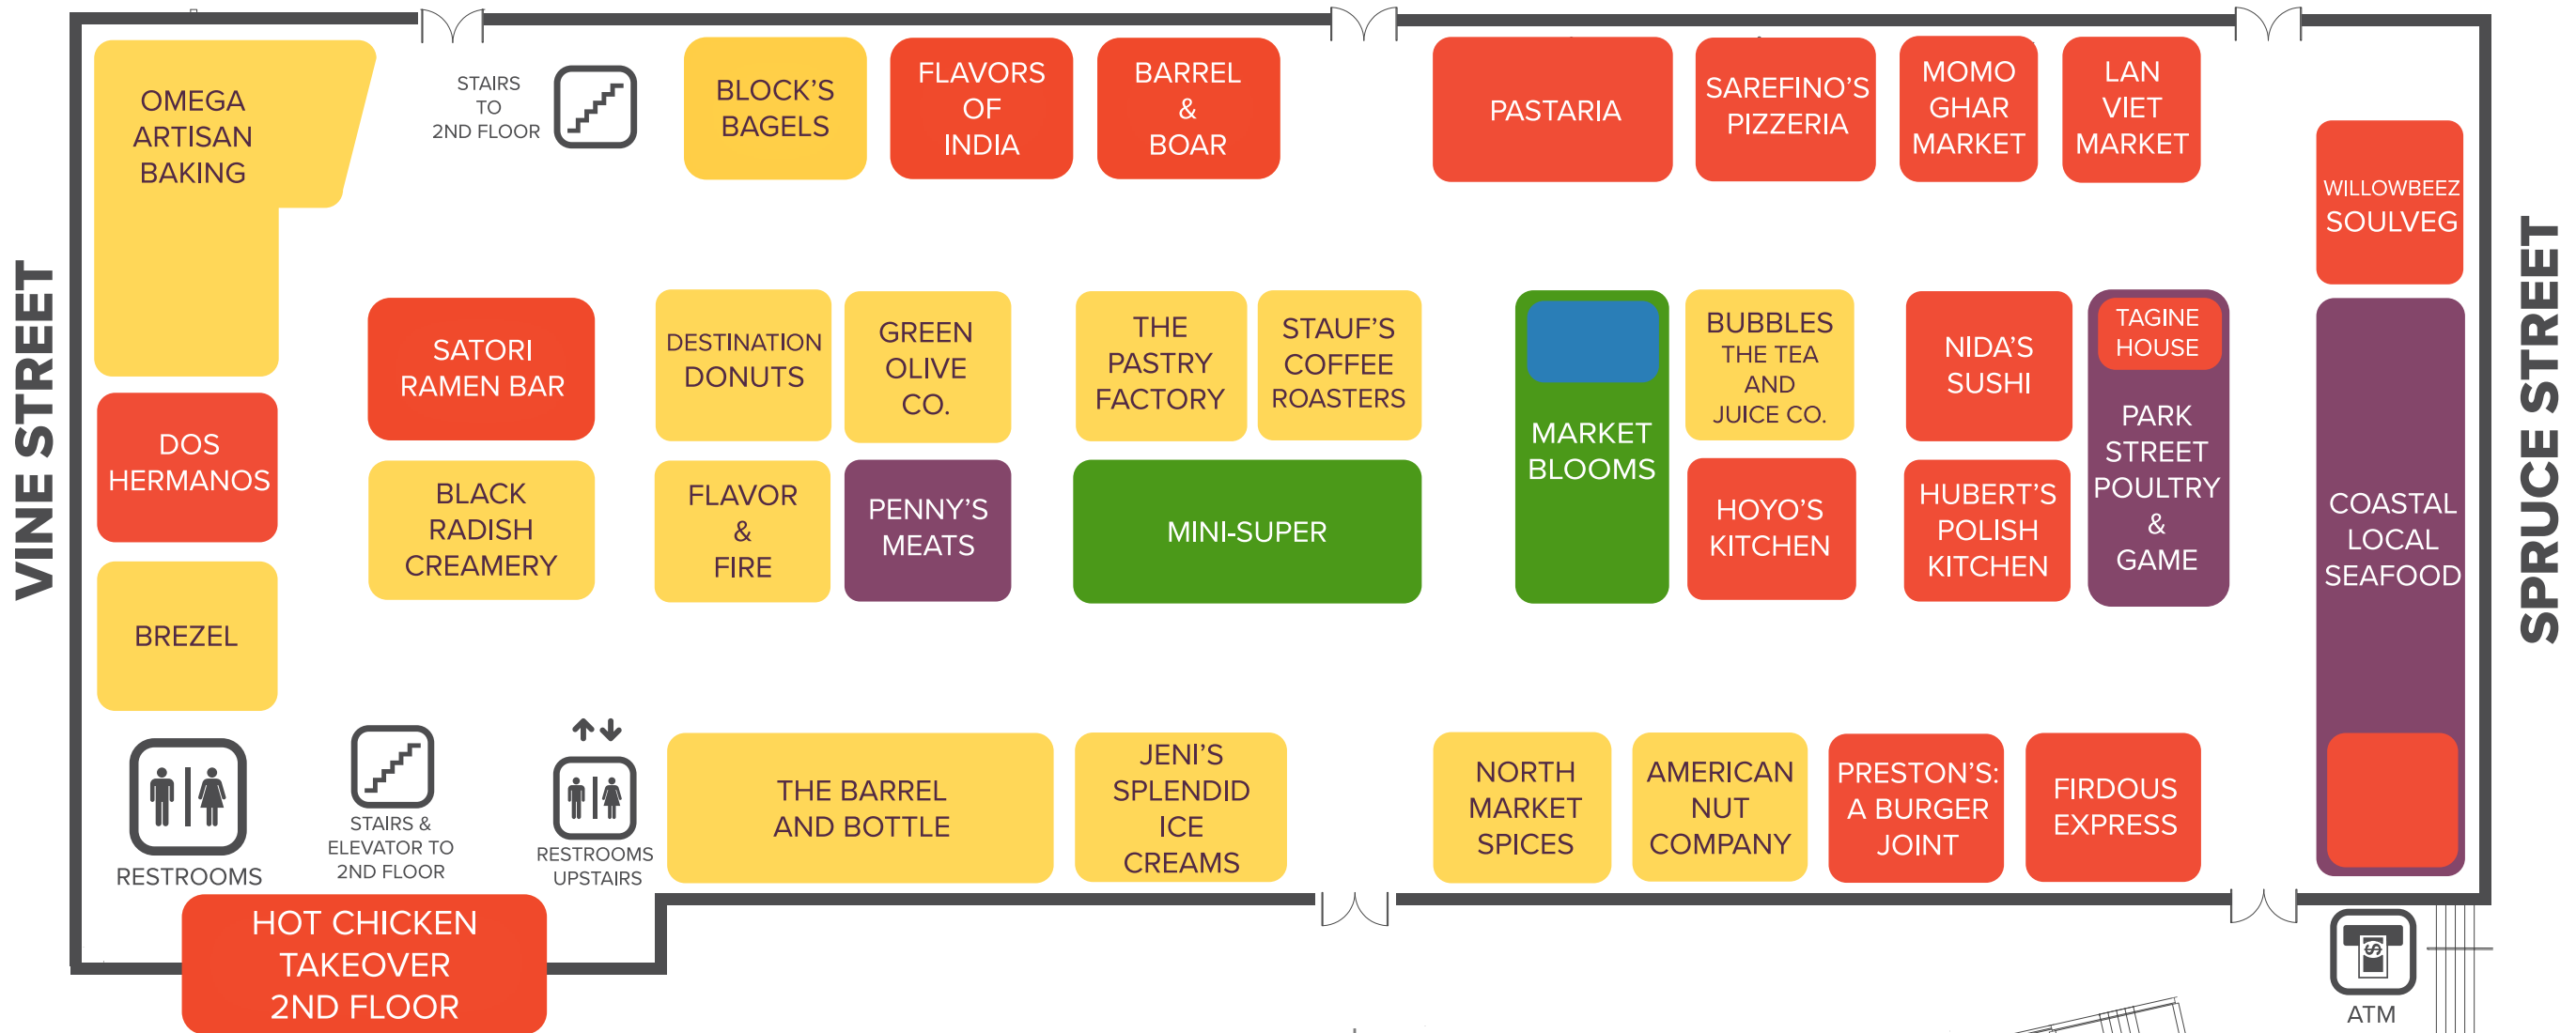 VINE STREET
OMEGA
ARTISAN
BAKING
STAIRS
TO
2ND FLOOR
BLOCK'S
BAGELS
FLAVORS
OF
INDIA
BARREL
&
BOAR
PASTARIA
SAREFINO'S
PIZZERIA
MOMO
GHAR
MARKET
LAN
VIET
MARKET
WILLOWBEEZ
SOULVEG
SPRUCE STREET
DOS
HERMANOS
SATORI
RAMEN BAR
DESTINATION
DONUTS
GREEN
OLIVE
CO.
THE
PASTRY
FACTORY
STAUF'S
COFFEE
ROASTERS
MARKET
BLOOMS
BUBBLES
THE TEA
AND
JUICE CO.
NIDA'S
SUSHI
TAGINE
HOUSE
PARK
STREET
POULTRY
&
GAME
COASTAL
LOCAL
SEAFOOD
BREZEL
BLACK
RADISH
CREAMERY
FLAVOR
&
FIRE
PENNY'S
MEATS
MINI-SUPER
HOYO'S
KITCHEN
HUBERT'S
POLISH
KITCHEN
RESTROOMS
STAIRS &
ELEVATOR TO
2ND FLOOR
RESTROOMS
UPSTAIRS
THE BARREL
AND BOTTLE
JENI'S
SPLENDID
ICE
CREAMS
NORTH
MARKET
SPICES
AMERICAN
NUT
COMPANY
PRESTON'S:
A BURGER
JOINT
FIRDOUS
EXPRESS
HOT CHICKEN
TAKEOVER
2ND FLOOR
$
ATM